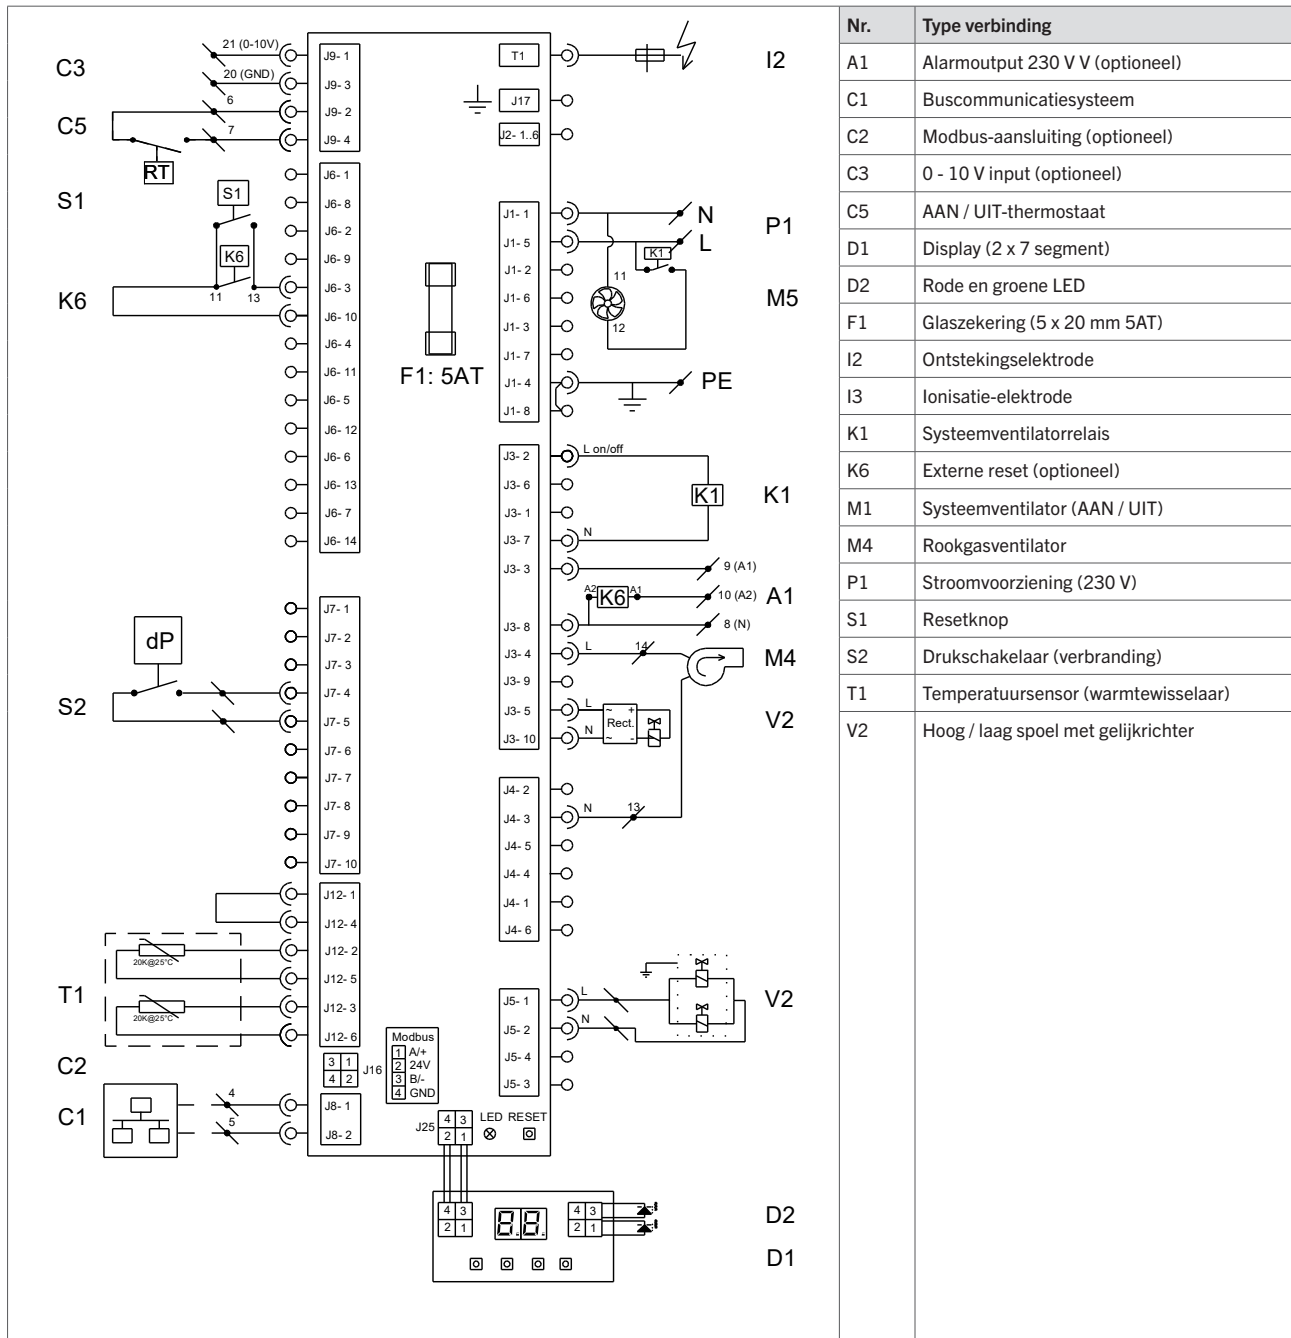 C3
C5
S1
K6
S2
T1
C2
C1
21 (0-10V)
20 (GND)
6
7
RT
S1
K6
11 13
dP
20K@25°C
20K@25°C
4
5
J9- 1
J9- 3
J9- 2
J9- 4
J6- 1
J6- 8
J6- 2
J6- 9
J6- 3
J6- 10
J6- 4
J6- 11
J6- 5
J6- 12
J6- 6
J6- 13
J6- 7
J6- 14
J7- 1
J7- 2
J7- 3
J7- 4
J7- 5
J7- 6
J7- 7
J7- 8
J7- 9
J7- 10
J12- 1
J12- 4
J12- 2
J12- 5
J12- 3
J12- 6
3 1
4 2
J16
Modbus
1 A/+
2 24V
3 B/-
4 GND
J8- 1
J8- 2
F1: 5AT
J25
4 3
2 1
LED RESET
4 3
2 1
88
4 3
2 1
T1
J17
J2- 1..6
J1- 1
J1- 5
J1- 2
J1- 6
J1- 3
J1- 7
J1- 4
J1- 8
J3- 2
J3- 6
J3- 1
J3- 7
J3- 3
J3- 8
J3- 4
J3- 9
J3- 5
J3- 10
J4- 2
J4- 3
J4- 5
J4- 4
J4- 1
J4- 6
J5- 1
J5- 2
J5- 4
J5- 3
N
L
K1
11
12
PE
L on/off
K1
N
9 (A1)
A2 K6 A1
10 (A2)
8 (N)
L 14
L
N
~ +
Rect.
~ -
N 13
L
N
I2
P1
M5
K1
A1
M4
V2
V2
D2
D1
Nr. Type verbinding
A1 Alarmoutput 230 V V (optioneel)
C1 Buscommunicatiesysteem
C2 Modbus-aansluiting (optioneel)
C3 0 - 10 V input (optioneel)
C5 AAN / UIT-thermostaat
D1 Display (2 x 7 segment)
D2 Rode en groene LED
F1 Glaszekering (5 x 20 mm 5AT)
I2 Ontstekingselektrode
I3 Ionisatie-elektrode
K1 Systeemventilatorrelais
K6 Externe reset (optioneel)
M1 Systeemventilator (AAN / UIT)
M4 Rookgasventilator
P1 Stroomvoorziening (230 V)
S1 Resetknop
S2 Drukschakelaar (verbranding)
T1 Temperatuursensor (warmtewisselaar)
V2 Hoog / laag spoel met gelijkrichter